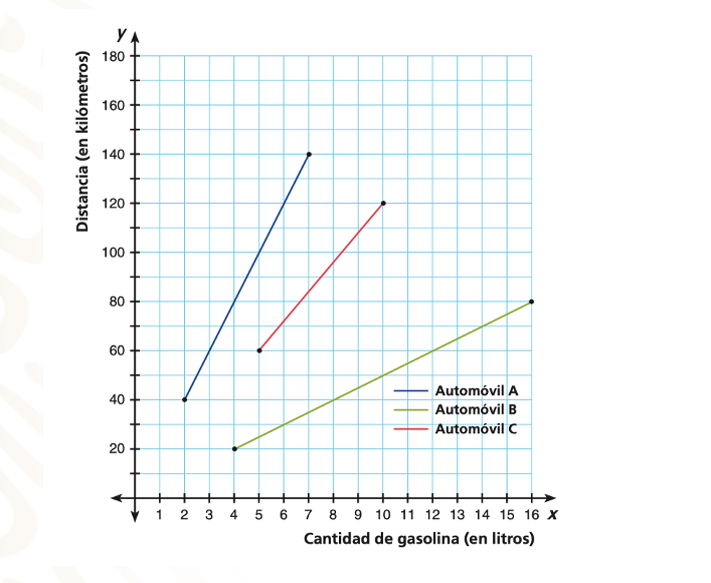 y
Distancia (en kilómetros)
180
160
140
120
100
80
60
40
20
Automóvil A
Automóvil B
Automóvil C
1 2 3 4 5 6 7 8 9 10 11 12 13 14 15 16 x
Cantidad de gasolina (en litros)